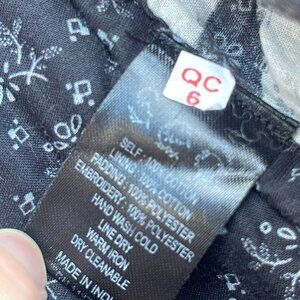 QC
6
SELF: 100% COTTON
LINING: 100% COTTON
PADDING: 100% POLYESTER
EMBROIDERY: 100% POLYESTER
HAND WASH COLD
LINE DRY
WARM IRON
DRY CLEANABLE
MADE IN